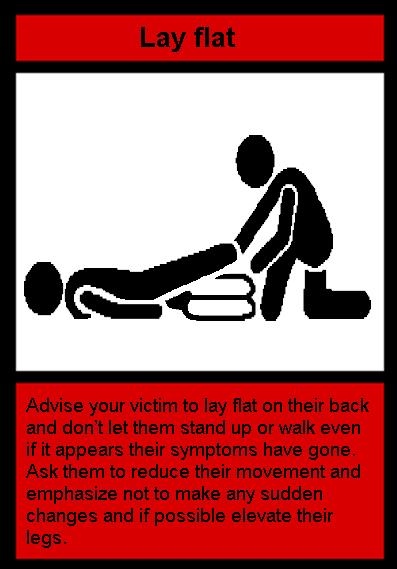 Lay flat
Advise your victim to lay flat on their back
and don't let them stand up or walk even
if it appears their symptoms have gone.
Ask them to reduce their movement and
emphasize not to make any sudden
changes and if possible elevate their
legs.